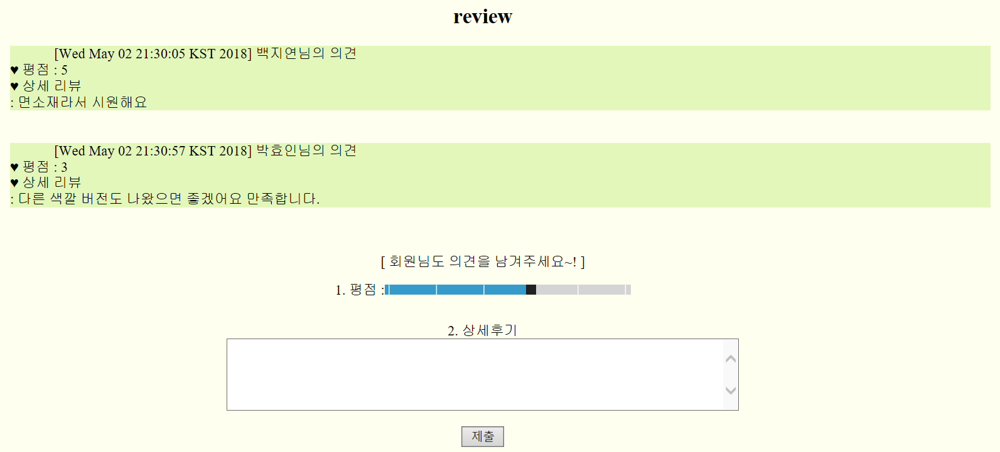 review
[Wed May 02 21:30:05 KST 2018] 백지연님의 의견
♥ 평점 : 5
♥ 상세 리뷰
: 면소재라서 시원해요
[Wed May 02 21:30:57 KST 2018] 박효인님의 의견
♥ 평점 : 3
♥ 상세 리뷰
: 다른 색깔 버전도 나왔으면 좋겠어요 만족합니다.
[ 회원님도 의견을 남겨주세요~! ]
1. 평점 :
2. 상세후기
제출